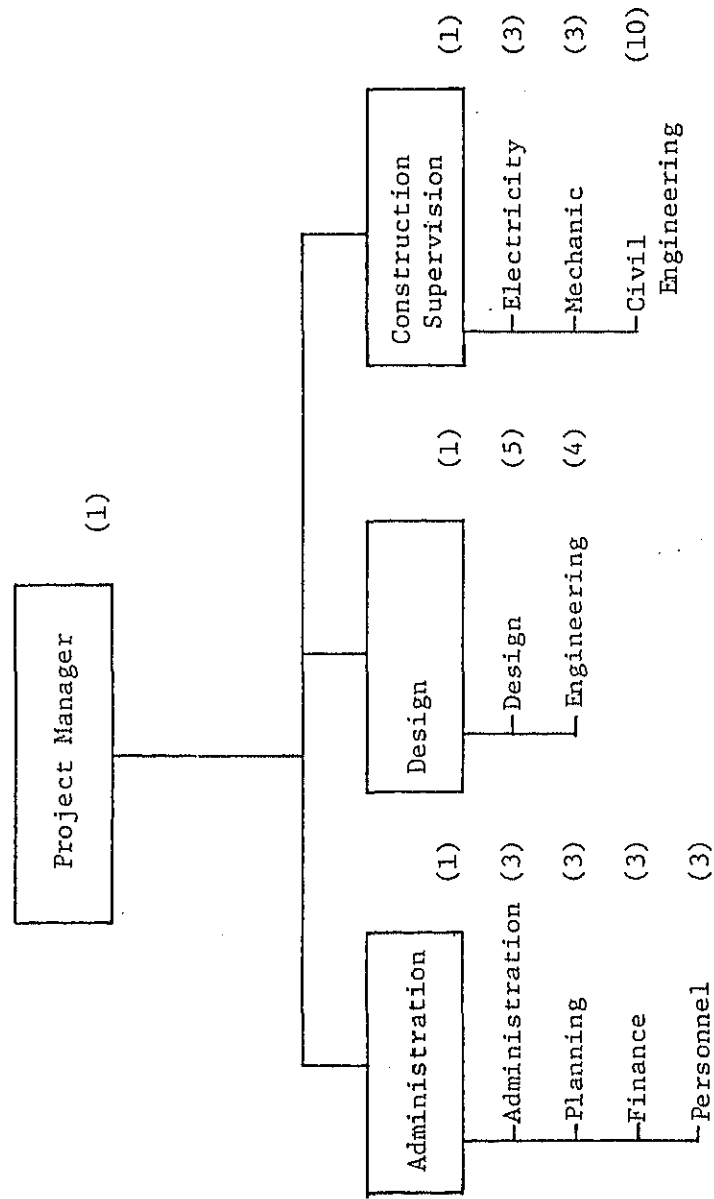 Project Manager
(1)
Administration
(1)
Administration (3)
Planning (3)
Finance (3)
Personnel (3)
Design
(1)
Design (5)
Engineering (4)
Construction
Supervision
(1)
Electricity (3)
Mechanic (3)
Civil (10)
Engineering